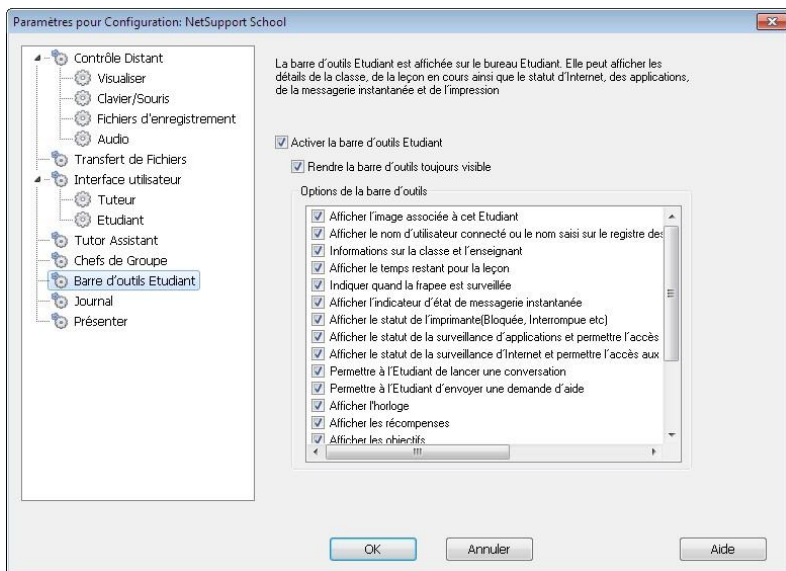 Paramètres pour Configuration: NetSupport School
Contrôle Distant
Visualiser
Clavier/Souris
Fichiers d'enregistrement
Audio
Transfert de Fichiers
Interface utilisateur
Tuteur
Etudiant
Tutor Assistant
Chefs de Groupe
Barre d'outils Etudiant
Journal
Présenter
La barre d'outils Etudiant est affichée sur le bureau Etudiant. Elle peut afficher les
détails de la classe, de la leçon en cours ainsi que le statut d'Internet, des applications,
de la messagerie instantanée et de l'impression
Activer la barre d'outils Etudiant
Rendre la barre d'outils toujours visible
Options de la barre d'outils
Afficher l'image associée à cet Etudiant
Afficher le nom d'utilisateur connecté ou le nom saisi sur le registre des
Informations sur la classe et l'enseignant
Afficher le temps restant pour la leçon
Indiquer quand la frapee est surveillée
Afficher l'indicateur d'état de messagerie instantanée
Afficher le statut de l'imprimante(Bloquée, Interrompue etc)
Afficher le statut de la surveillance d'applications et permettre l'accès
Afficher le statut de la surveillance d'Internet et permettre l'accès aux
Permettre à l'Etudiant de lancer une conversation
Permettre à l'Etudiant d'envoyer une demande d'aide
Afficher l'horloge
Afficher les récompenses
Afficher les objectifs
OK
Annuler
Aide